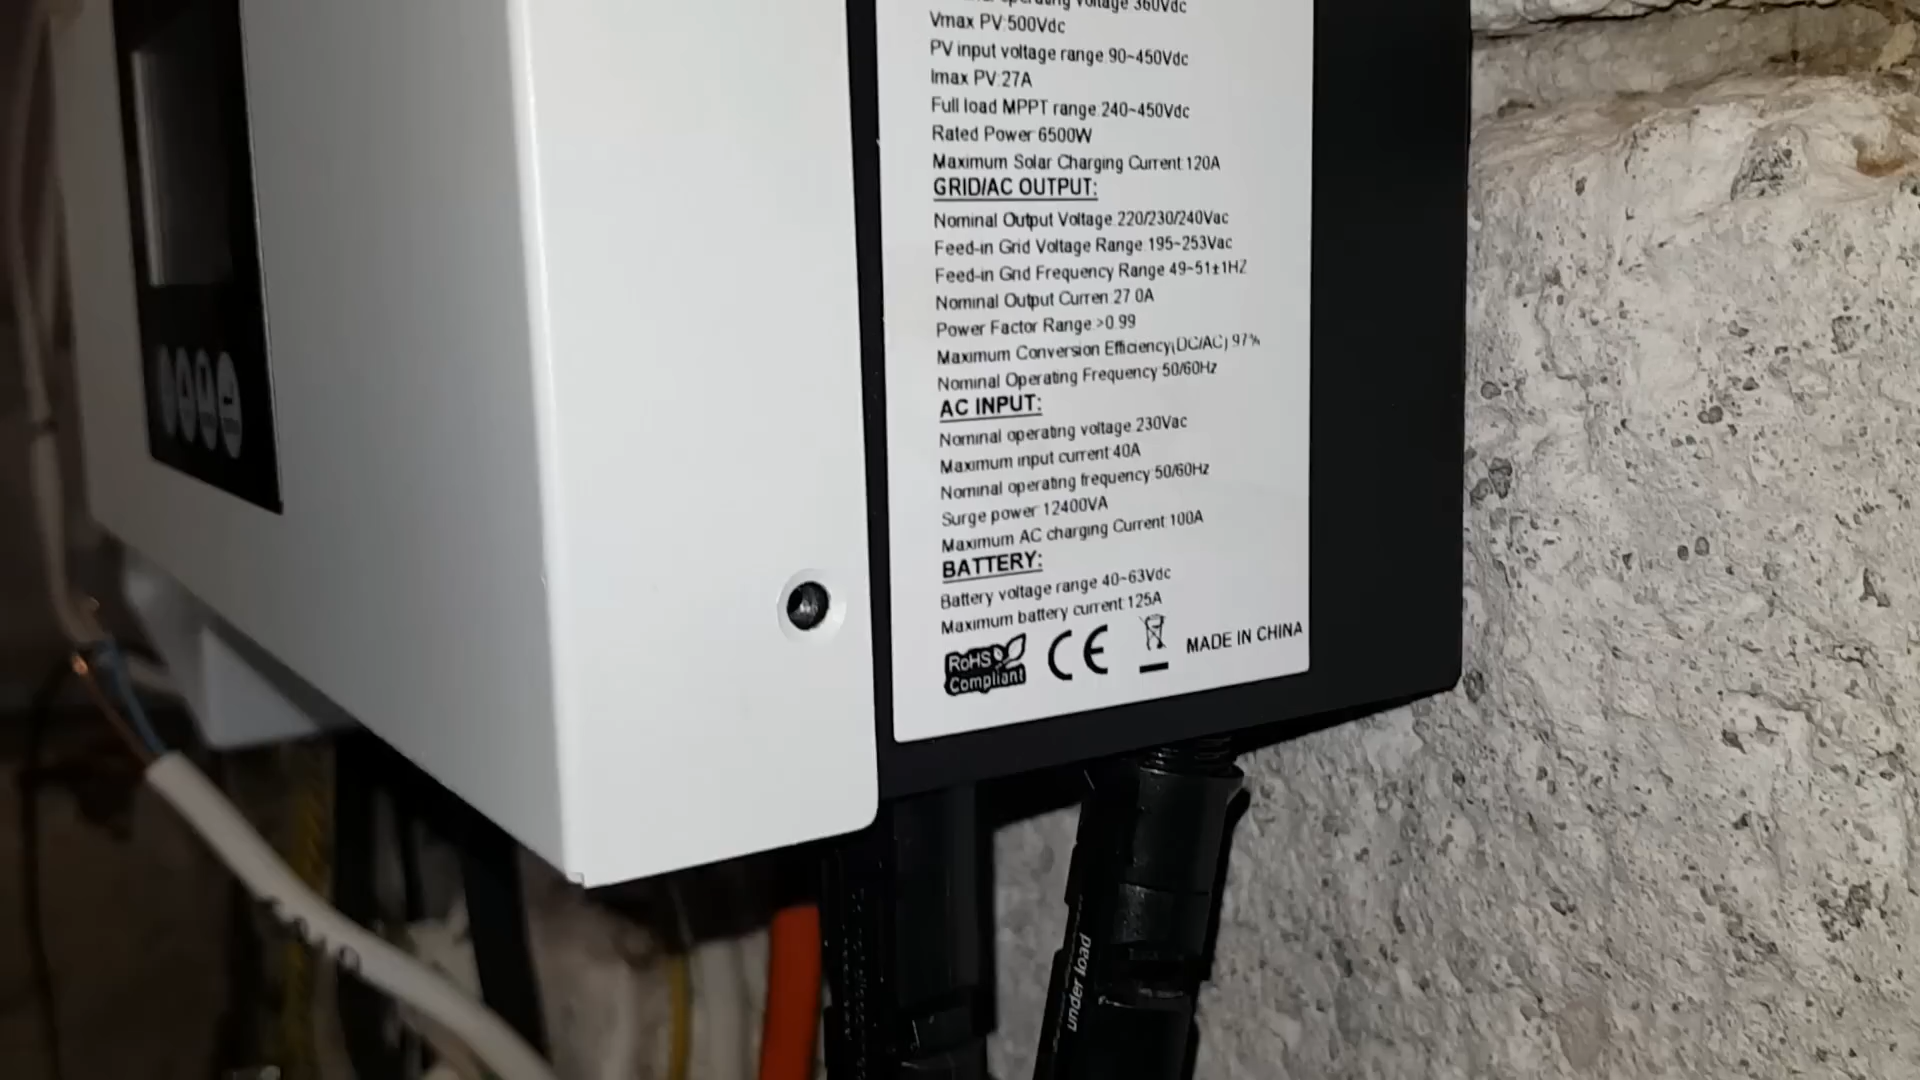 operating voltage 360Vdc
Vmax PV:500Vdc
PV input voltage range:90~450Vdc
Imax PV:27A
Full load MPPT range:240~450Vdc
Rated Power:6500W
Maximum Solar Charging Current:120A
GRID/AC OUTPUT:
Nominal Output Voltage:220/230/240Vac
Feed-in Grid Voltage Range:195~253Vac
Feed-in Grid Frequency Range:49~51±1HZ
Nominal Output Curren:27.0A
Power Factor Range:>0.99
Maximum Conversion Efficiency(DC/AC):97%
Nominal Operating Frequency:50/60Hz
AC INPUT:
Nominal operating voltage:230Vac
Maximum input current:40A
Nominal operating frequency:50/60Hz
Surge power:12400VA
Maximum AC charging Current:100A
BATTERY:
Battery voltage range:40~63Vdc
Maximum battery current:125A
RoHS
Compliant
CE
MADE IN CHINA
under load